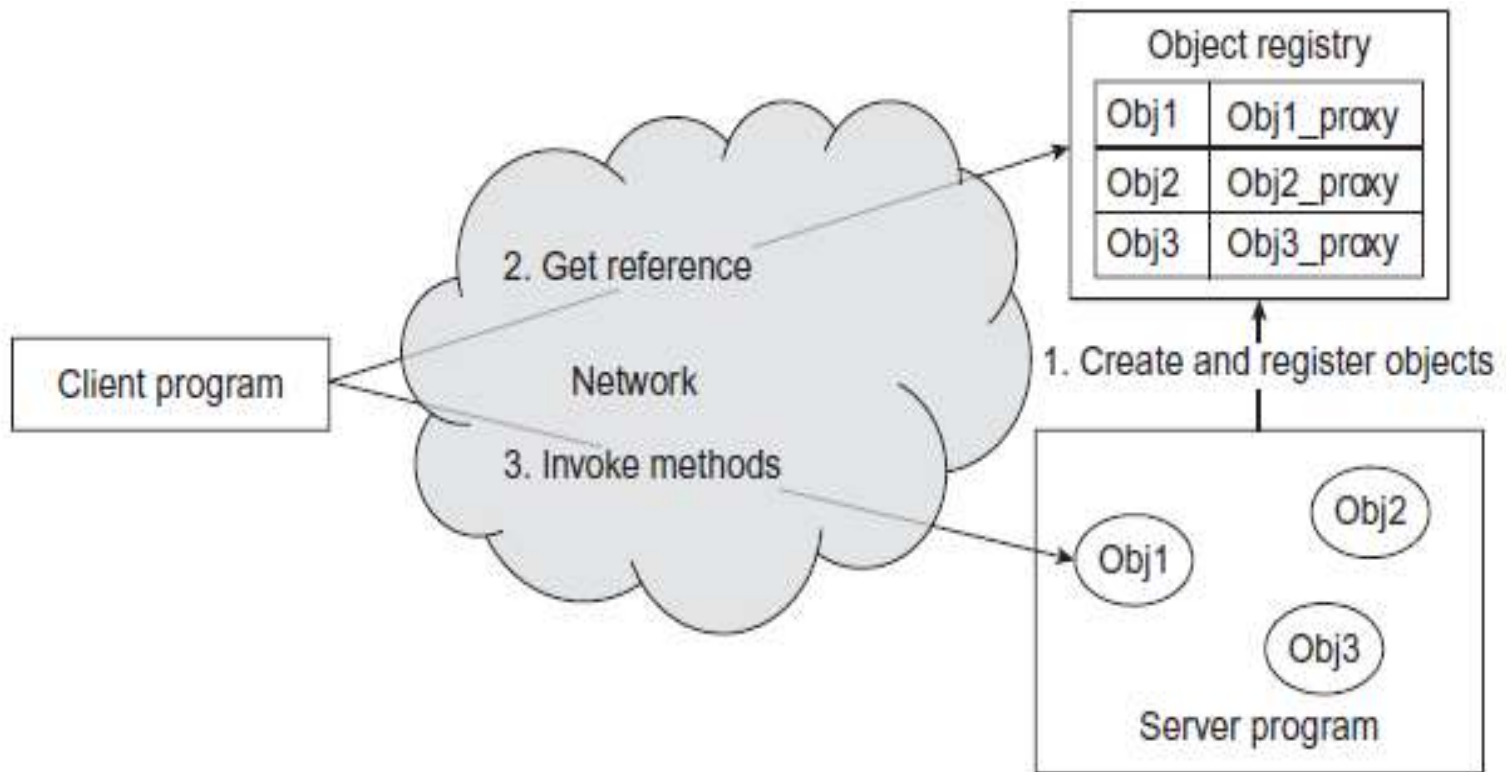 Object registry
Obj1 Obj1_proxy
Obj2 Obj2_proxy
Obj3 Obj3_proxy
2. Get reference
1. Create and register objects
Client program
Network
3. Invoke methods
Obj2
Obj1
Obj3
Server program